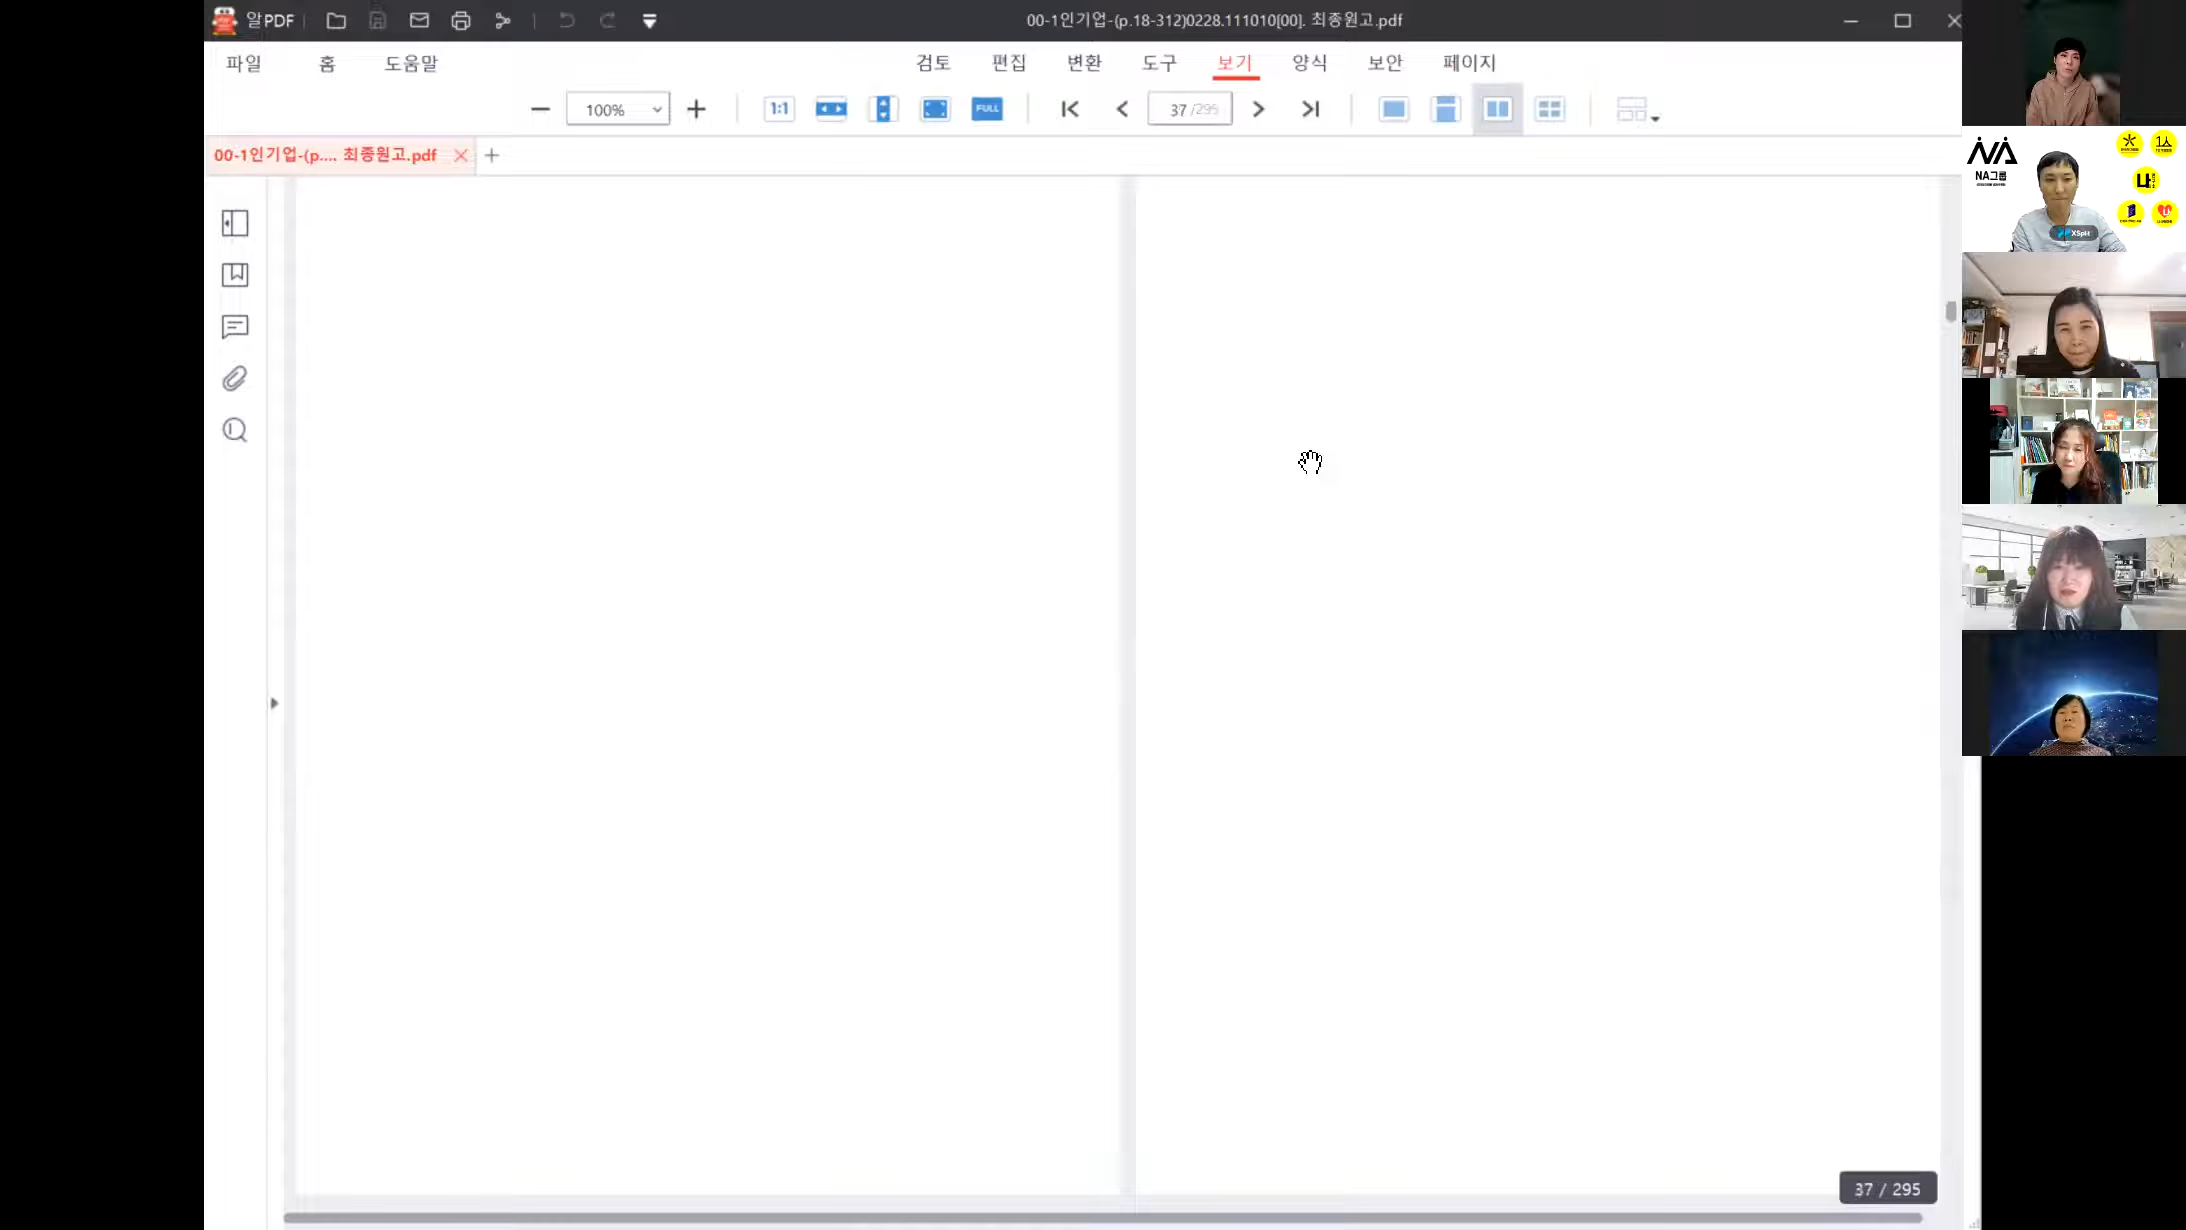 알PDF
00-1인기업-(p.18-312)0228.111010[00]. 최종원고.pdf
파일 홈 도움말 검토 편집 변환 도구 보기 양식 보안 페이지
100% 1:1 FULL 37 /295
00-1인기업-(p.... 최종원고.pdf
NA그룹
XSpH
37 / 295